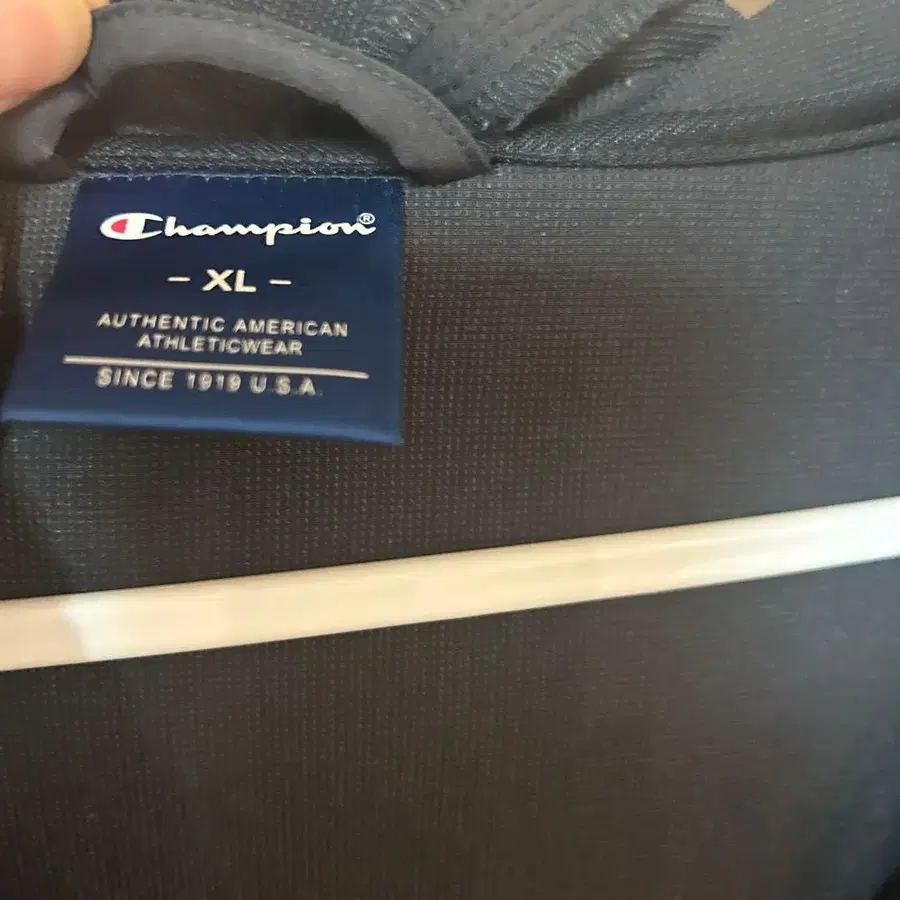 Champion®
- XL -
AUTHENTIC AMERICAN
ATHLETICWEAR
SINCE 1919 U.S.A.